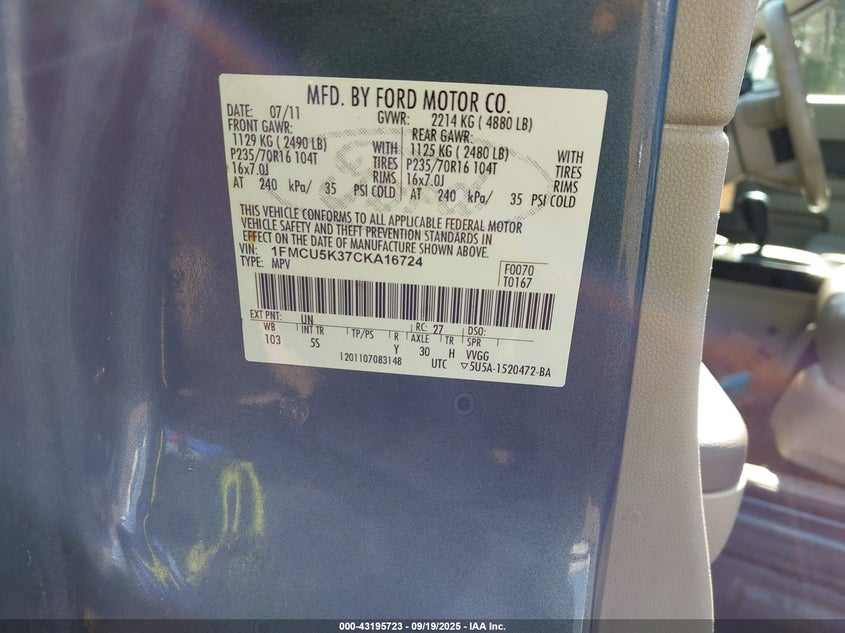 MFD. BY FORD MOTOR CO.
DATE: 07/11 GVWR: 2214 KG ( 4880 LB)
FRONT GAWR: REAR GAWR:
1129 KG ( 2490 LB) WITH 1125 KG ( 2480 LB) WITH
P235/70R16 104T TIRES P235/70R16 104T TIRES
16x7.0J RIMS 16x7.0J RIMS
AT 240 kPa/ 35 PSI COLD AT 240 kPa/ 35 PSI COLD
THIS VEHICLE CONFORMS TO ALL APPLICABLE FEDERAL MOTOR
VEHICLE SAFETY AND THEFT PREVENTION STANDARDS IN
EFFECT ON THE DATE OF MANUFACTURE SHOWN ABOVE.
VIN: 1FMCU5K37CKA16724
TYPE: MPV
F0070
T0167
EXT PNT: UN RC: 27 DSO:
WB INT TR TP/PS R AXLE TR SPR
103 5S Y 30 H VVGG
1201107083148 UTC ▽5U5A-1520472-BA
000-43195723 - 09/19/2025 - IAA Inc.